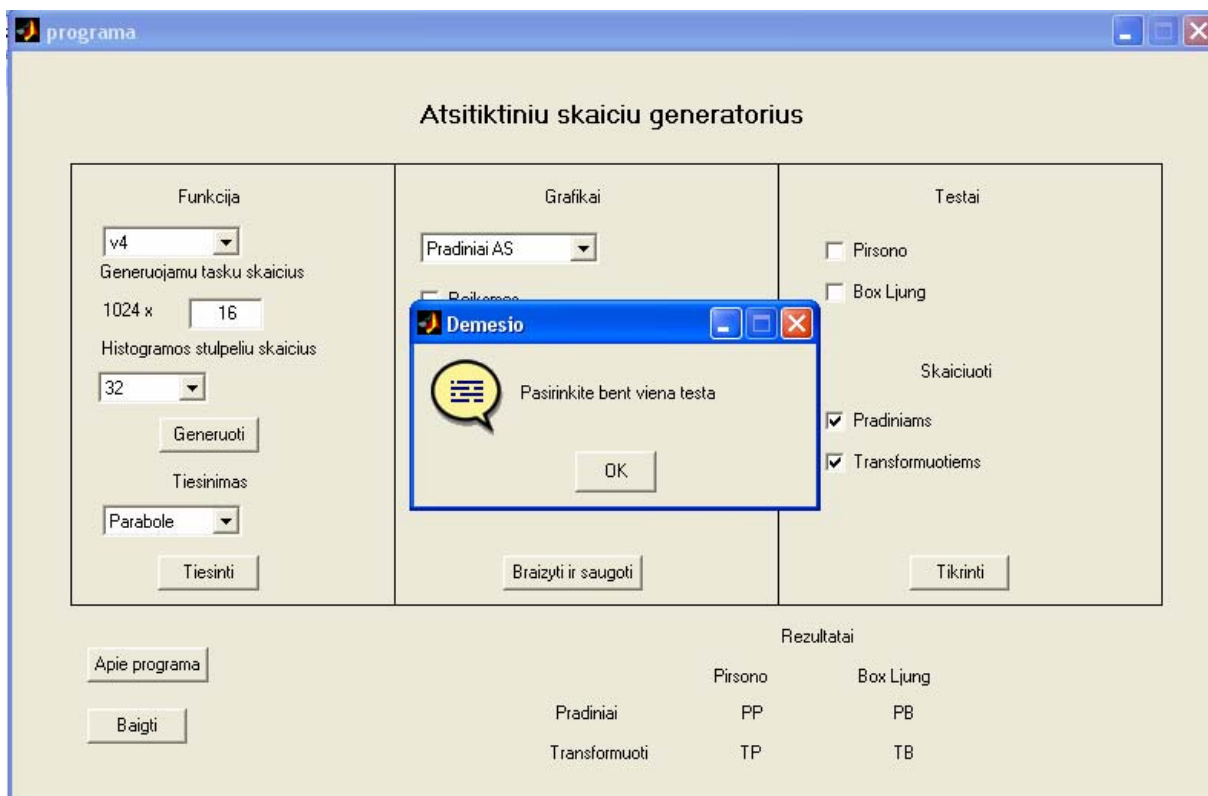 programa
Atsitiktiniu skaiciu generatorius
Funkcija
v4
Generuojamu tasku skaicius
1024 x 16
Histogramos stulpeliu skaicius
32
Generuoti
Tiesinimas
Parabole
Tiesinti
Grafikai
Pradiniai AS
Braizyti ir saugoti
Testai
Pirsono
Box Ljung
Skaiciuoti
Pradiniams
Transformuotiems
Tikrinti
Demesio
Pasirinkite bent viena testa
OK
Apie programa
Baigti
Rezultatai
Pirsono Box Ljung
Pradiniai PP PB
Transformuoti TP TB